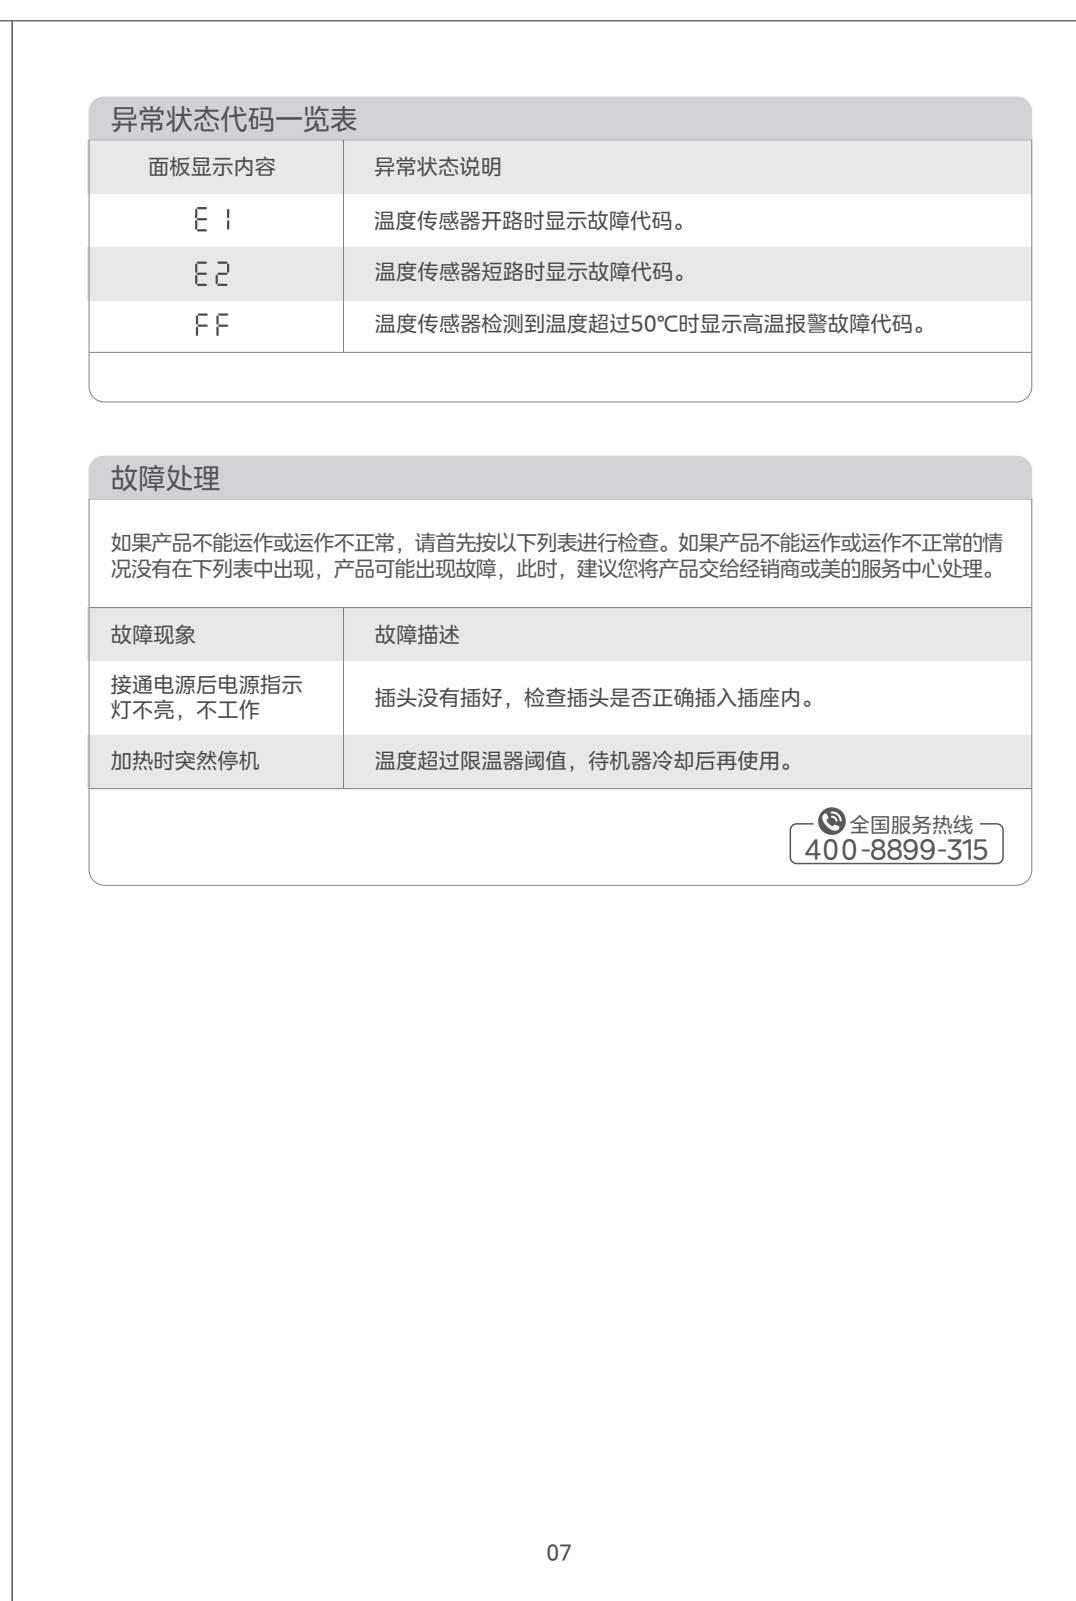 异常状态代码一览表
面板显示内容 异常状态说明
E1 温度传感器开路时显示故障代码。
E2 温度传感器短路时显示故障代码。
FF 温度传感器检测到温度超过50℃时显示高温报警故障代码。
故障处理
如果产品不能运作或运作不正常，请首先按以下列表进行检查。如果产品不能运作或运作不正常的情
况没有在下列表中出现，产品可能出现故障，此时，建议您将产品交给经销商或美的服务中心处理。
故障现象 故障描述
接通电源后电源指示
灯不亮，不工作
插头没有插好，检查插头是否正确插入插座内。
加热时突然停机 温度超过限温器阈值，待机器冷却后再使用。
全国服务热线
400-8899-315
07